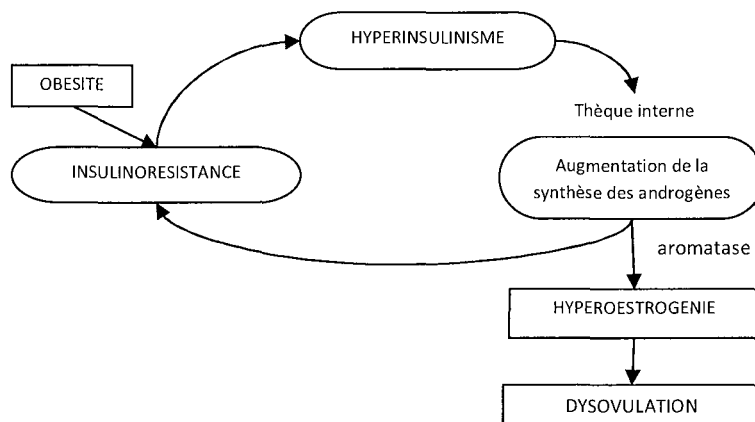 HYPERINSULINISME
OBESITE
Thèque interne
INSULINORESISTANCE
Augmentation de la
synthèse des androgènes
aromatase
HYPEROESTROGENIE
DYSOVULATION